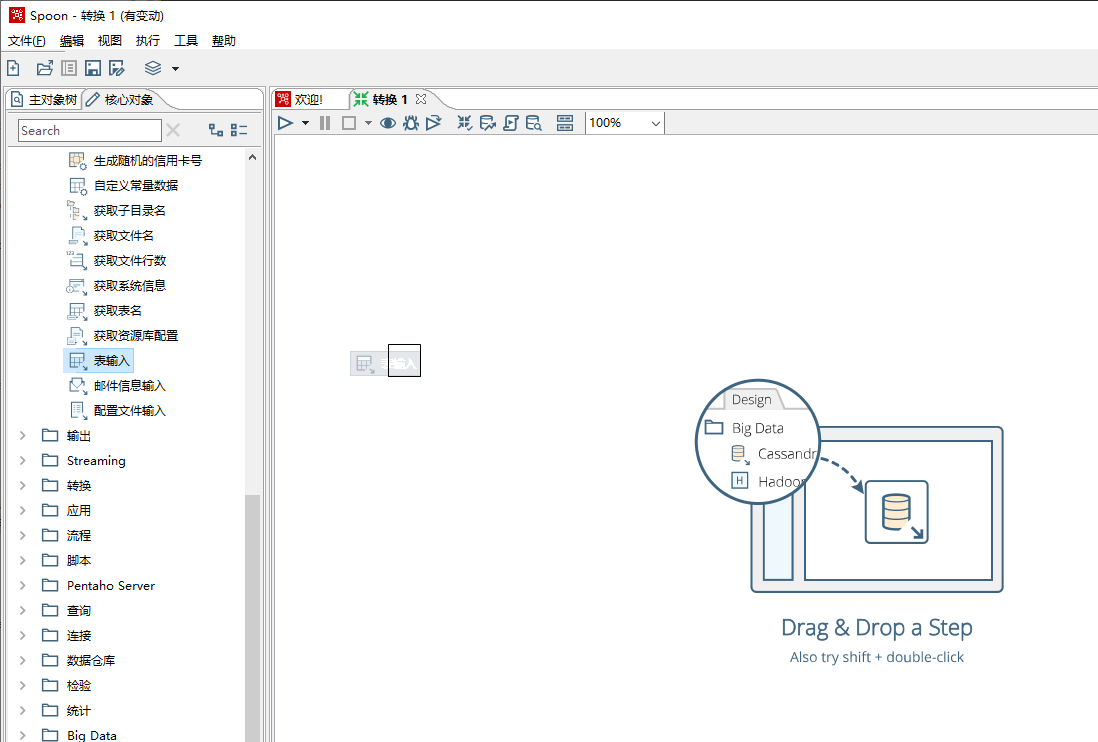 Spoon - 转换 1 (有变动)
文件(F) 编辑 视图 执行 工具 帮助
主对象树 核心对象
欢迎! 转换 1
Search
100%
生成随机的信用卡号
自定义常量数据
获取子目录名
获取文件名
获取文件行数
获取系统信息
获取表名
获取资源库配置
表输入
邮件信息输入
配置文件输入
输出
Streaming
转换
应用
流程
脚本
Pentaho Server
查询
连接
数据仓库
检验
统计
Big Data
表输入
Design
Big Data
Cassandr
Hadoop
H
Drag & Drop a Step
Also try shift + double-click